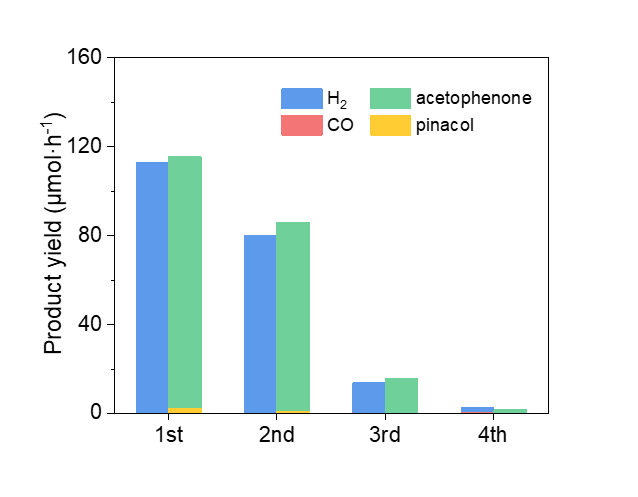 160
120
80
40
0
Product yield (μmol·h⁻¹)
H₂
acetophenone
CO
pinacol
1st
2nd
3rd
4th